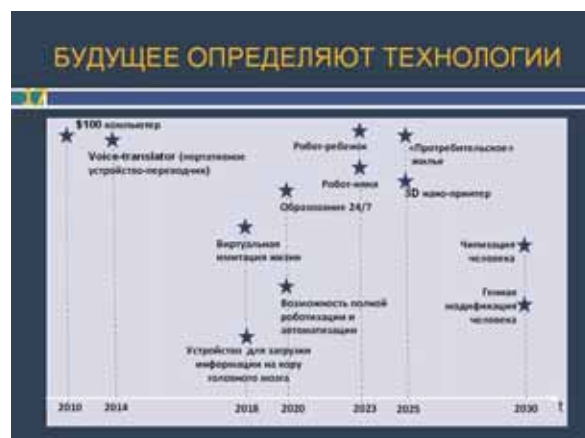 БУДУЩЕЕ ОПРЕДЕЛЯЮТ ТЕХНОЛОГИИ
17
$100 компьютер
Voice-translator (портативное
устройство-переводчик)
Робот-ребенок
«Протребительское»
жилье
Робот-няня
3D нано-принтер
Образование 24/7
Виртуальная
имитация жизни
Чипизация
человека
Возможность полной
роботизации и
автоматизации
Генная
модификация
человека
Устройство для загрузки
информации на кору
головного мозга
2010 2014 2018 2020 2023 2025 2030 t